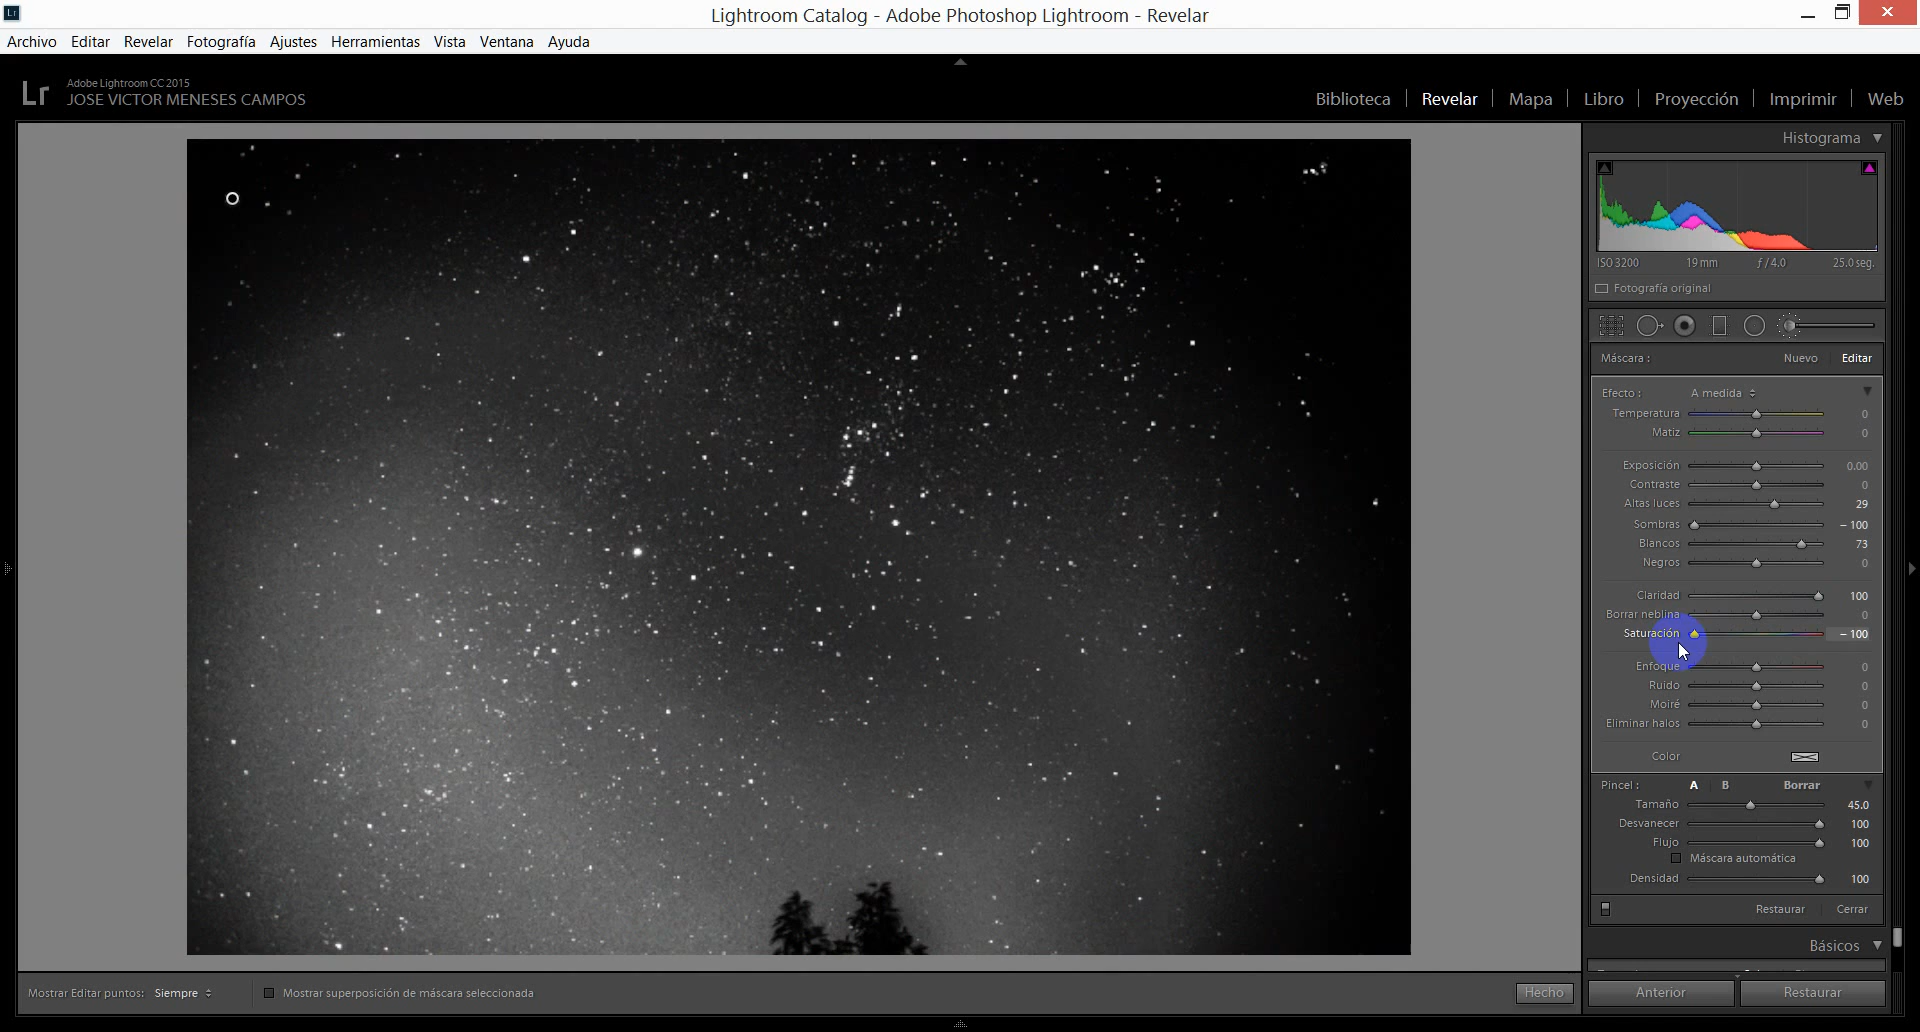 Lr Lightroom Catalog - Adobe Photoshop Lightroom - Revelar
Archivo Editar Revelar Fotografía Ajustes Herramientas Vista Ventana Ayuda
Lr Adobe Lightroom CC 2015
JOSE VICTOR MENESES CAMPOS
Biblioteca | Revelar | Mapa | Libro | Proyección | Imprimir | Web
Histograma
ISO 3200 19 mm ƒ / 4.0 25.0 seg.
Fotografía original
Máscara : Nuevo Editar
Efecto : A medida
Temperatura 0
Matiz 0
Exposición 0.00
Contraste 0
Altas luces 29
Sombras – 100
Blancos 73
Negros 0
Claridad 100
Borrar neblina 0
Saturación – 100
Enfoque 0
Ruido 0
Moiré 0
Eliminar halos 0
Color
Pincel : A B Borrar
Tamaño 45.0
Desvanecer 100
Flujo 100
Máscara automática
Densidad 100
Restaurar Cerrar
Básicos
Mostrar Editar puntos: Siempre Mostrar superposición de máscara seleccionada Hecho
Anterior Restaurar